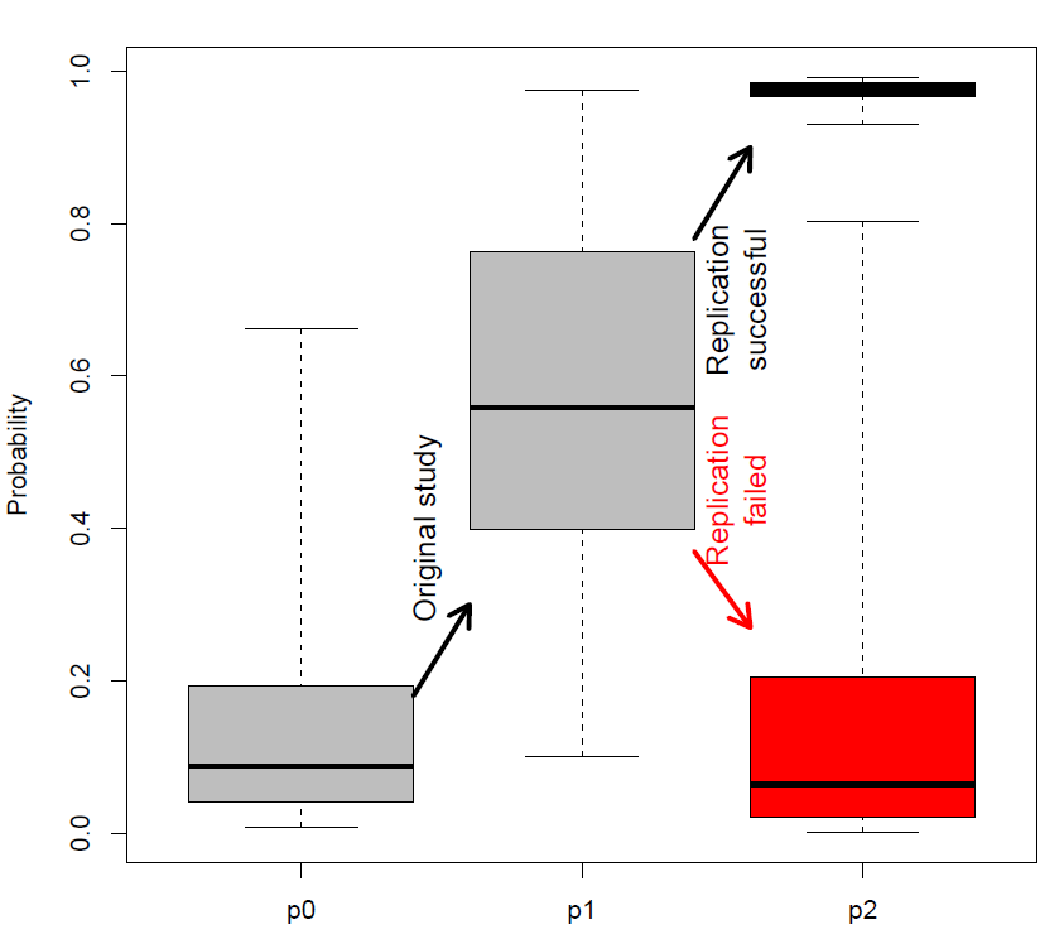 1.0
0.8
0.6
0.4
0.2
0.0
Probability
Original study
Replication
successful
Replication
failed
p0
p1
p2